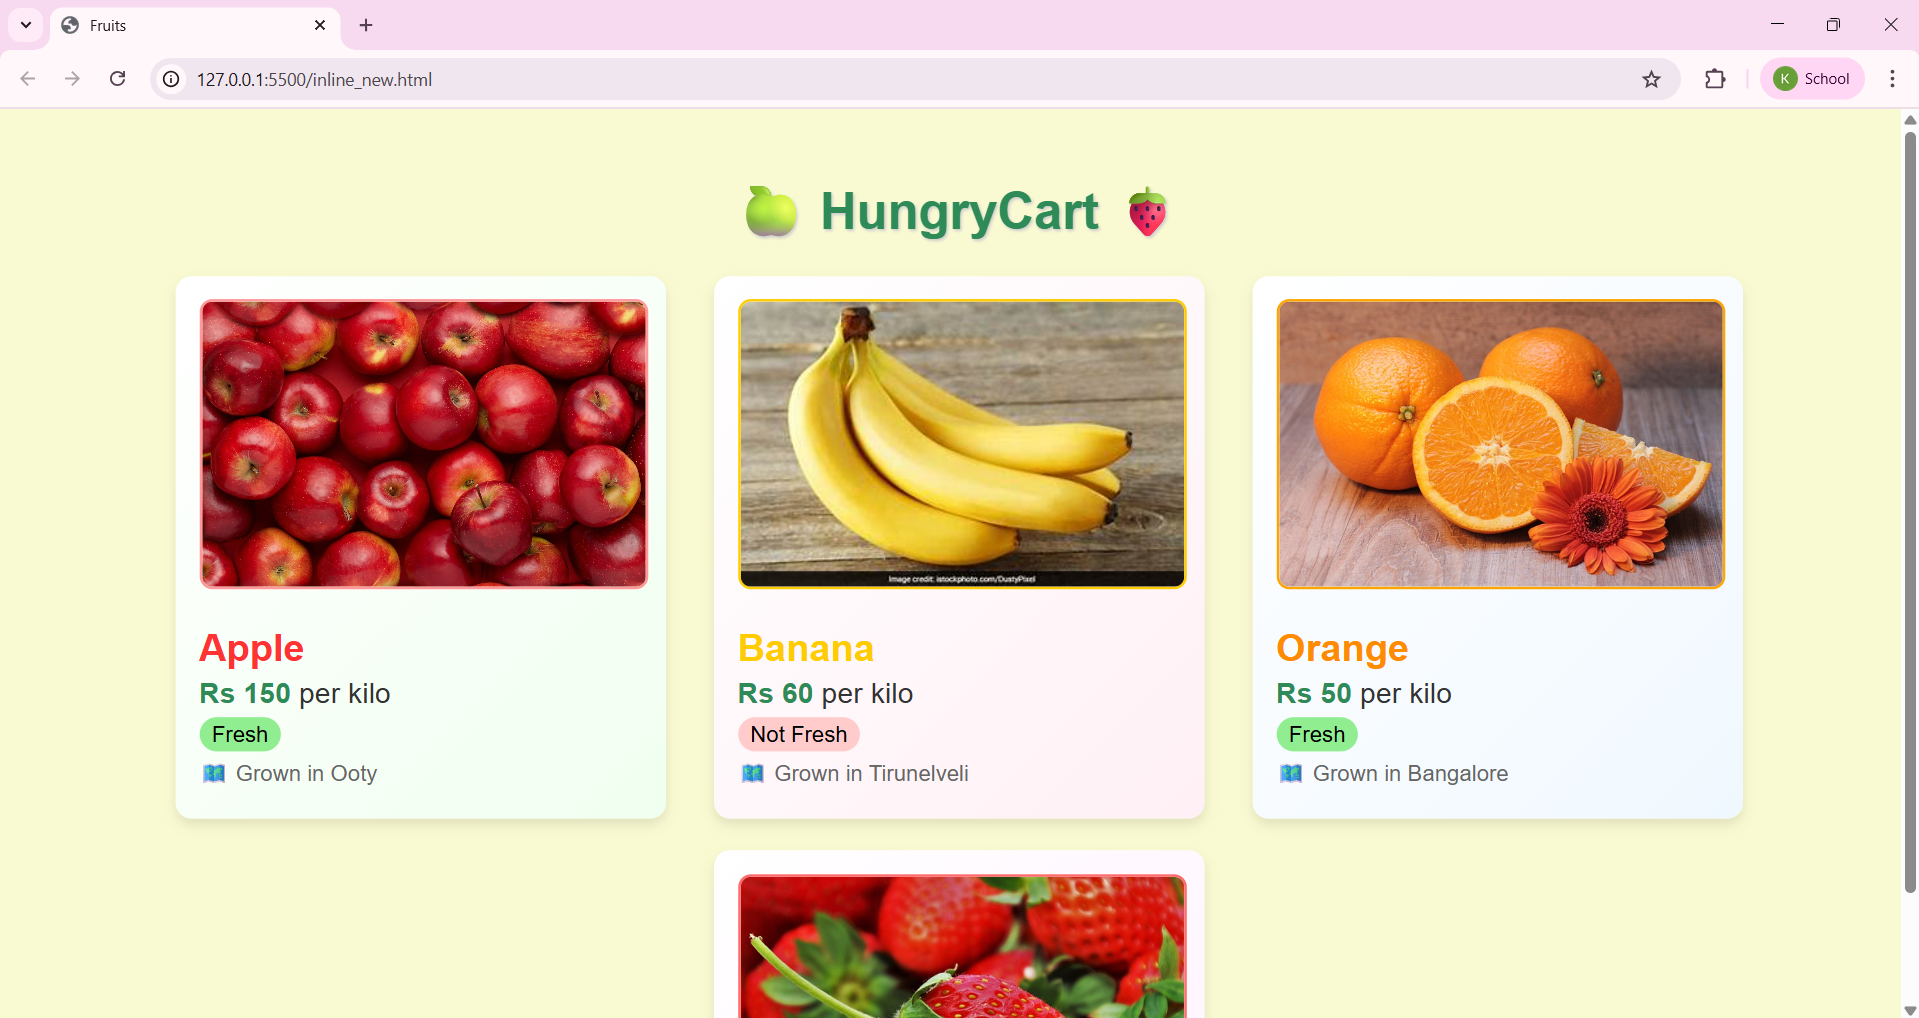 Fruits
127.0.0.1:5500/inline_new.html
K School
HungryCart
Image credit: istockphoto.com/DustyPixel
Apple
Rs 150 per kilo
Fresh
Grown in Ooty
Banana
Rs 60 per kilo
Not Fresh
Grown in Tirunelveli
Orange
Rs 50 per kilo
Fresh
Grown in Bangalore